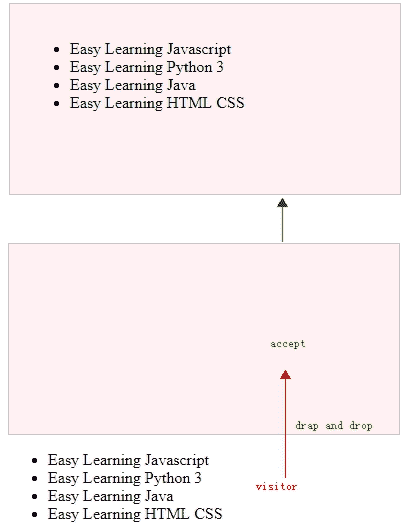 Easy Learning Javascript
Easy Learning Python 3
Easy Learning Java
Easy Learning HTML CSS
accept
drap and drop
Easy Learning Javascript
visitor
Easy Learning Python 3
Easy Learning Java
Easy Learning HTML CSS